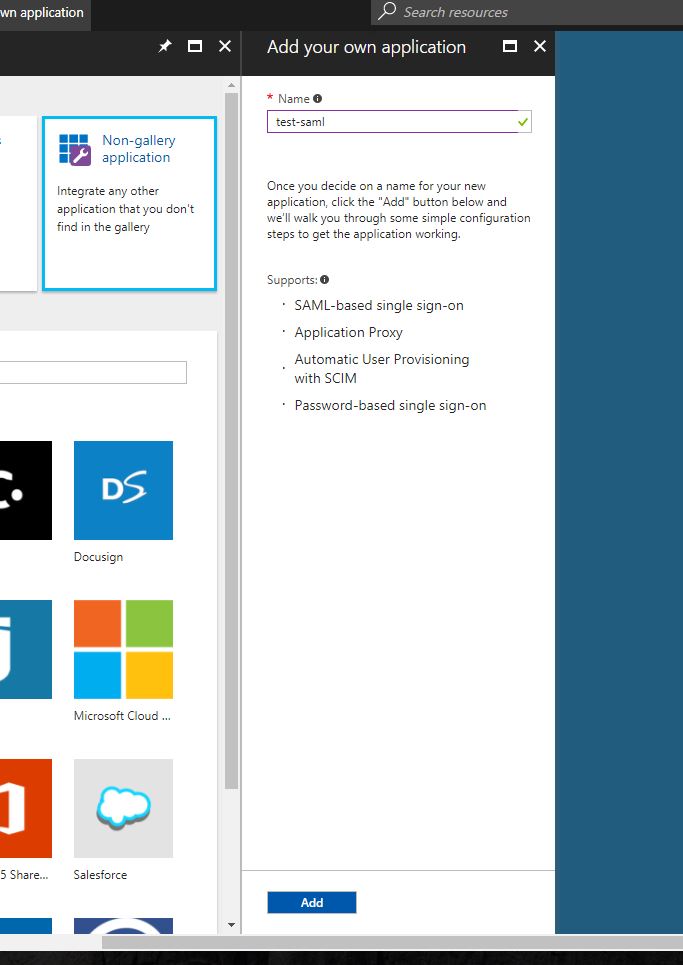 wn application
Search resources
Add your own application
* Name
test-saml
Non-gallery
application
Integrate any other
application that you don't
find in the gallery
Once you decide on a name for your new
application, click the "Add" button below and
we'll walk you through some simple configuration
steps to get the application working.
Supports:
· SAML-based single sign-on
· Application Proxy
· Automatic User Provisioning
with SCIM
· Password-based single sign-on
C.
DS
Docusign
Microsoft Cloud ...
5 Share...
Salesforce
Add